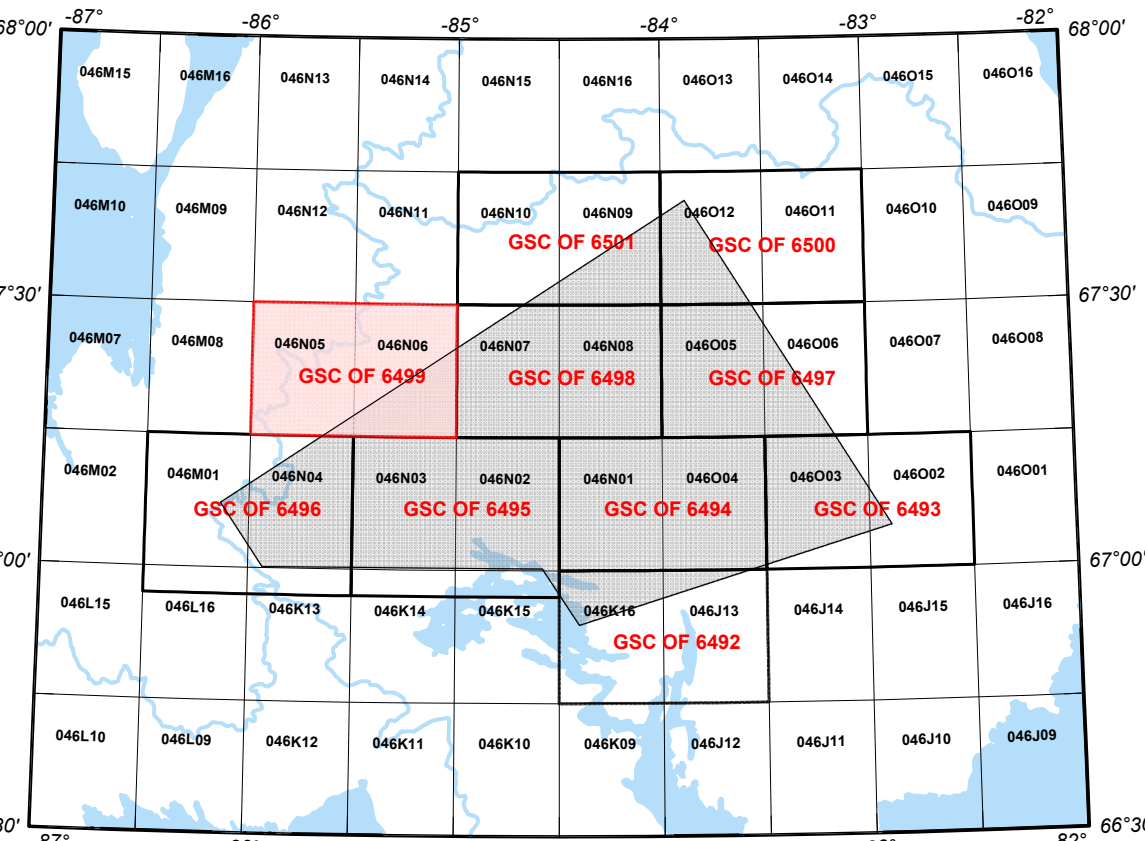 -87° -86° -85° -84° -83° -82°
68°00' 68°00'
046M15 046M16 046N13 046N14 046N15 046N16 046O13 046O14 046O15 046O16
046M10 046M09 046N12 046N11 046N10 046N09 046O12 046O11 046O10 046O09
GSC OF 6501 GSC OF 6500
7°30' 67°30'
046M07 046M08 046N05 046N06 046N07 046N08 046O05 046O06 046O07 046O08
GSC OF 6499 GSC OF 6498 GSC OF 6497
046M02 046M01 046N04 046N03 046N02 046N01 046O04 046O03 046O02 046O01
GSC OF 6496 GSC OF 6495 GSC OF 6494 GSC OF 6493
°00' 67°00'
046L15 046L16 046K13 046K14 046K15 046K16 046J13 046J14 046J15 046J16
GSC OF 6492
046L10 046L09 046K12 046K11 046K10 046K09 046J12 046J11 046J10 046J09
30' 66°30
87° 82°